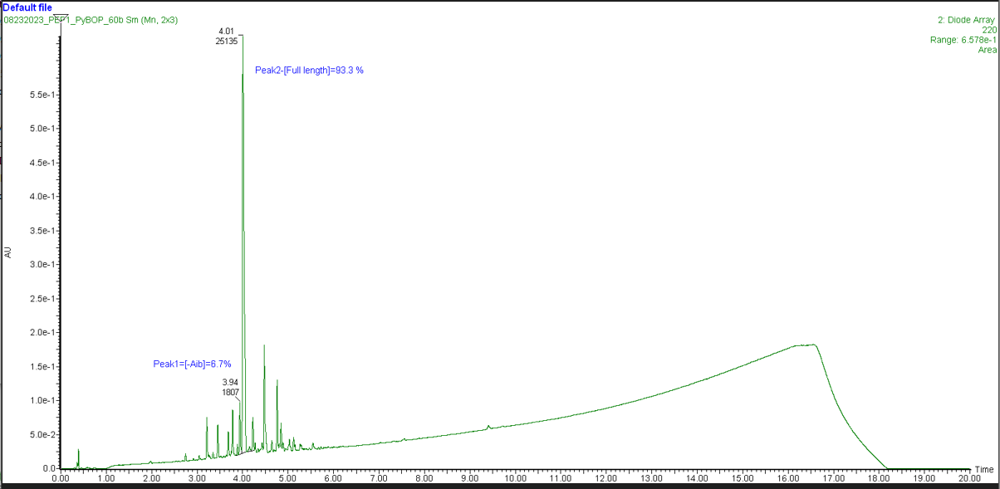 Default file
08232023_PEP1_PyBOP_60b Sm (Mn, 2x3)
2: Diode Array
220
Range: 6.578e-1
Area
4.01
25135
Peak2-[Full length]=93.3 %
5.5e-1
5.0e-1
4.5e-1
4.0e-1
3.5e-1
AU
3.0e-1
2.5e-1
2.0e-1
Peak1=[-Aib]=6.7%
1.5e-1
3.94
1807
1.0e-1
5.0e-2
0.0
0.00 1.00 2.00 3.00 4.00 5.00 6.00 7.00 8.00 9.00 10.00 11.00 12.00 13.00 14.00 15.00 16.00 17.00 18.00 19.00 20.00 Time